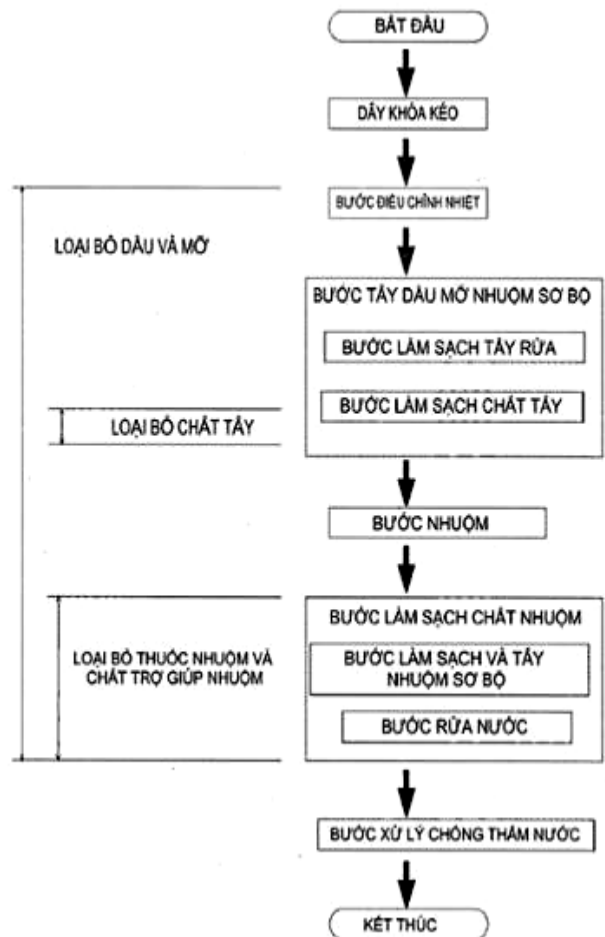 BẮT ĐẦU
DÂY KHÓA KÉO
BƯỚC ĐIỀU CHỈNH NHIỆT
LOẠI BỎ DẦU VÀ MỠ
BƯỚC TẨY DẦU MỠ NHUỘM SƠ BỘ
BƯỚC LÀM SẠCH TẨY RỬA
BƯỚC LÀM SẠCH CHẤT TẨY
LOẠI BỎ CHẤT TẨY
BƯỚC NHUỘM
BƯỚC LÀM SẠCH CHẤT NHUỘM
LOẠI BỎ THUỐC NHUỘM VÀ
CHẤT TRỢ GIÚP NHUỘM
BƯỚC LÀM SẠCH VÀ TẨY
NHUỘM SƠ BỘ
BƯỚC RỬA NƯỚC
BƯỚC XỬ LÝ CHỐNG THẤM NƯỚC
KẾT THÚC